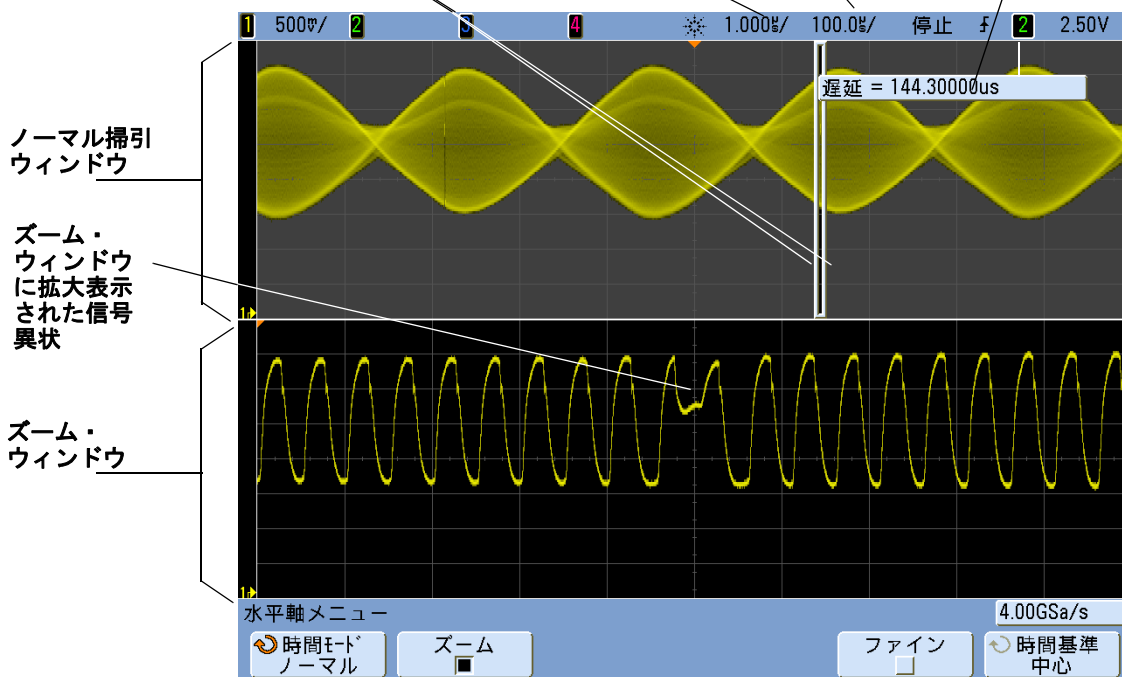 1 500mV/ 2 3 4 1.000us/ 100.0us/ 停止 2 2.50V
遅延 = 144.30000us
ノーマル掃引
ウィンドウ
ズーム・
ウィンドウ
に拡大表示
された信号
異状
1
ズーム・
ウィンドウ
1
水平軸メニュー
4.00GSa/s
時間ﾓｰﾄﾞ
ノーマル
ズーム
ファイン
時間基準
中心